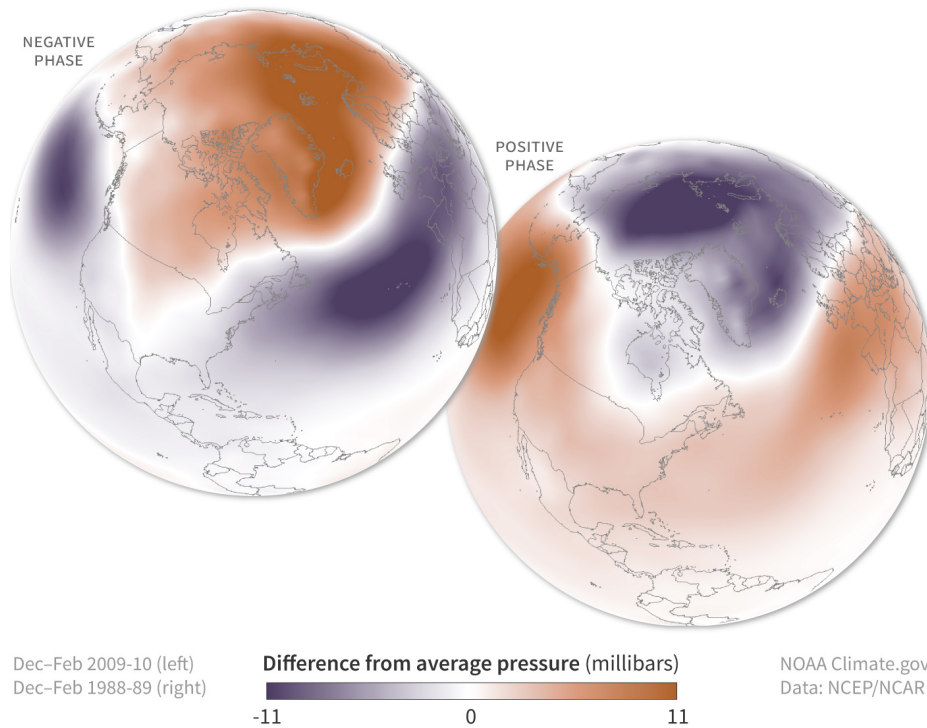 NEGATIVE
PHASE
POSITIVE
PHASE
Dec–Feb 2009-10 (left)
Dec–Feb 1988-89 (right)
Difference from average pressure (millibars)
-11 0 11
NOAA Climate.gov
Data: NCEP/NCAR